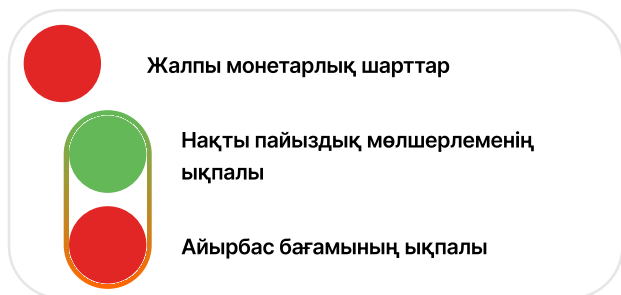 Жалпы монетарлық шарттар
Нақты пайыздық мөлшерлеменің
ықпалы
Айырбас бағамының ықпалы